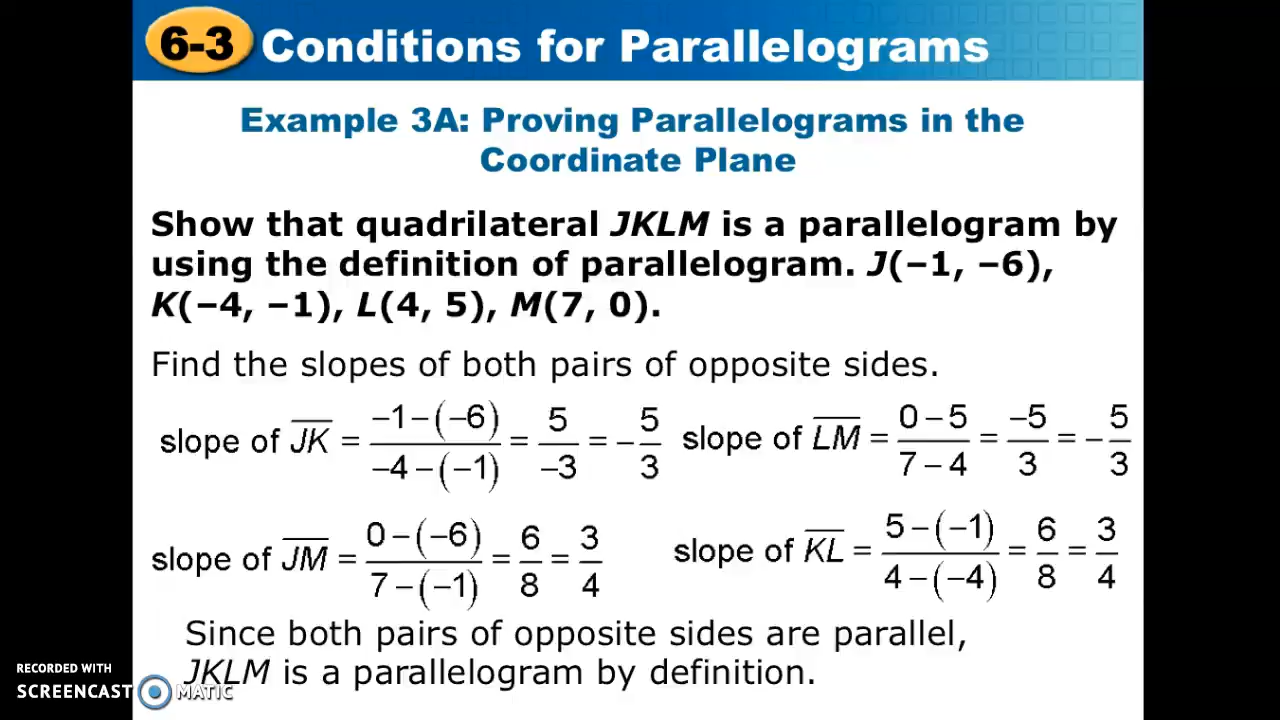 6-3 Conditions for Parallelograms
Example 3A: Proving Parallelograms in the
Coordinate Plane
Show that quadrilateral JKLM is a parallelogram by
using the definition of parallelogram. J(–1, –6),
K(–4, –1), L(4, 5), M(7, 0).
Find the slopes of both pairs of opposite sides.
slope of J̅K̅ = (–1 – (–6))/(–4 – (–1)) = 5/–3 = –5/3
slope of L̅M̅ = (0 – 5)/(7 – 4) = –5/3 = –5/3
slope of J̅M̅ = (0 – (–6))/(7 – (–1)) = 6/8 = 3/4
slope of K̅L̅ = (5 – (–1))/(4 – (–4)) = 6/8 = 3/4
Since both pairs of opposite sides are parallel,
JKLM is a parallelogram by definition.
RECORDED WITH
SCREENCAST MATIC